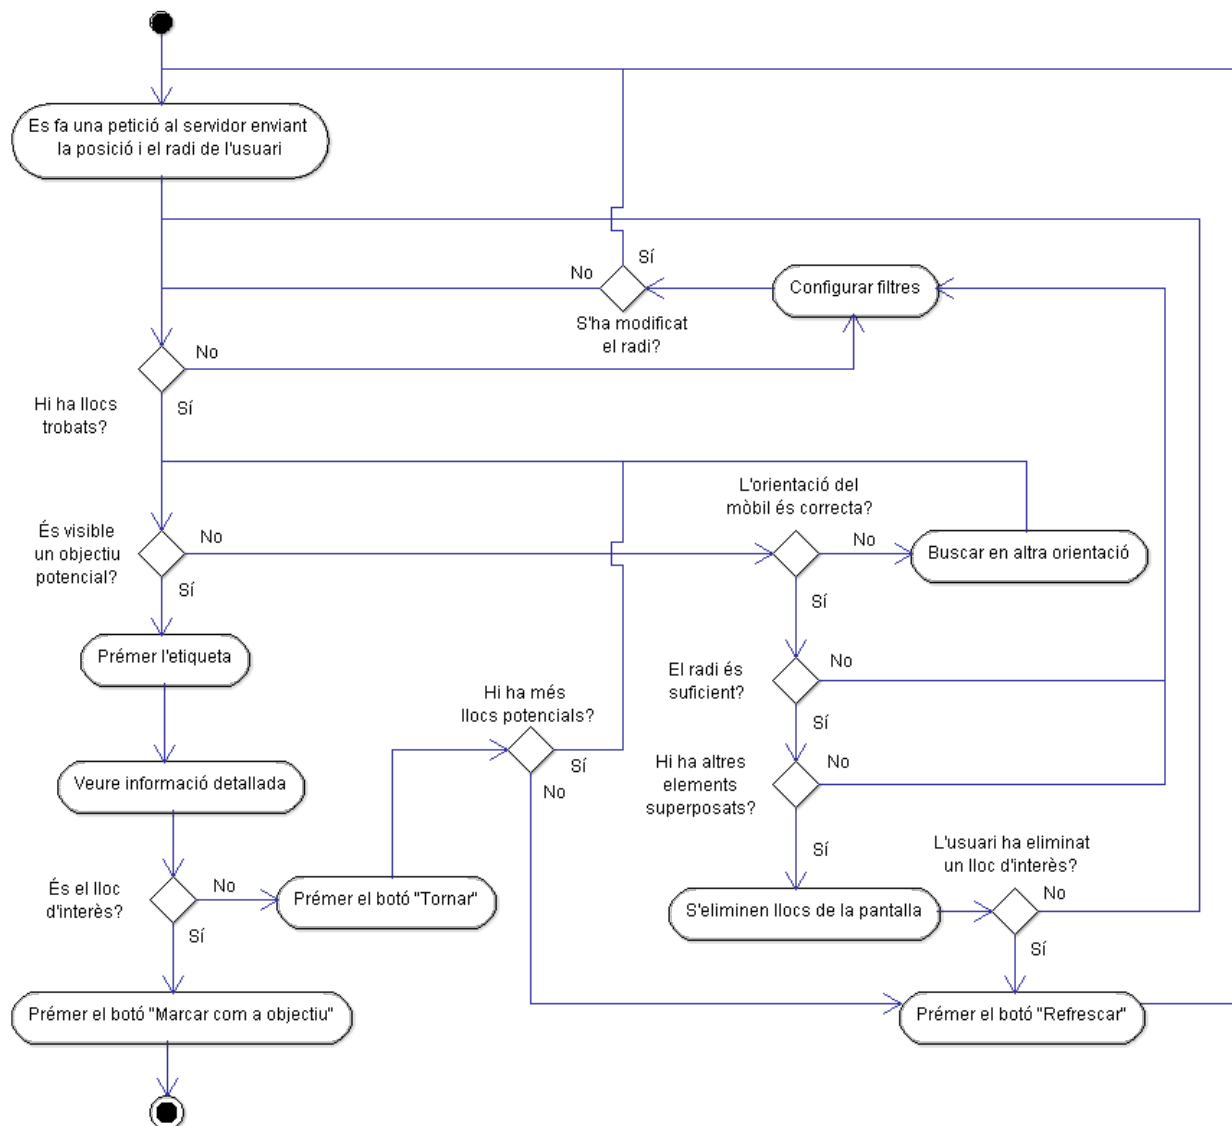 Es fa una petició al servidor enviant
la posició i el radi de l'usuari
Sí
No
Configurar filtres
S'ha modificat
el radi?
No
Hi ha llocs
trobats?
Sí
L'orientació del
mòbil és correcta?
És visible
un objectiu
potencial?
No
No
Buscar en altra orientació
Sí
Sí
Prémer l'etiqueta
El radi és
suficient?
No
Hi ha més
llocs potencials?
Sí
Sí
No
Hi ha altres
elements
superposats?
No
Veure informació detallada
Sí
L'usuari ha eliminat
un lloc d'interès?
És el lloc
d'interès?
No
Prémer el botó "Tornar"
No
S'eliminen llocs de la pantalla
Sí
Sí
Prémer el botó "Marcar com a objectiu"
Prémer el botó "Refrescar"